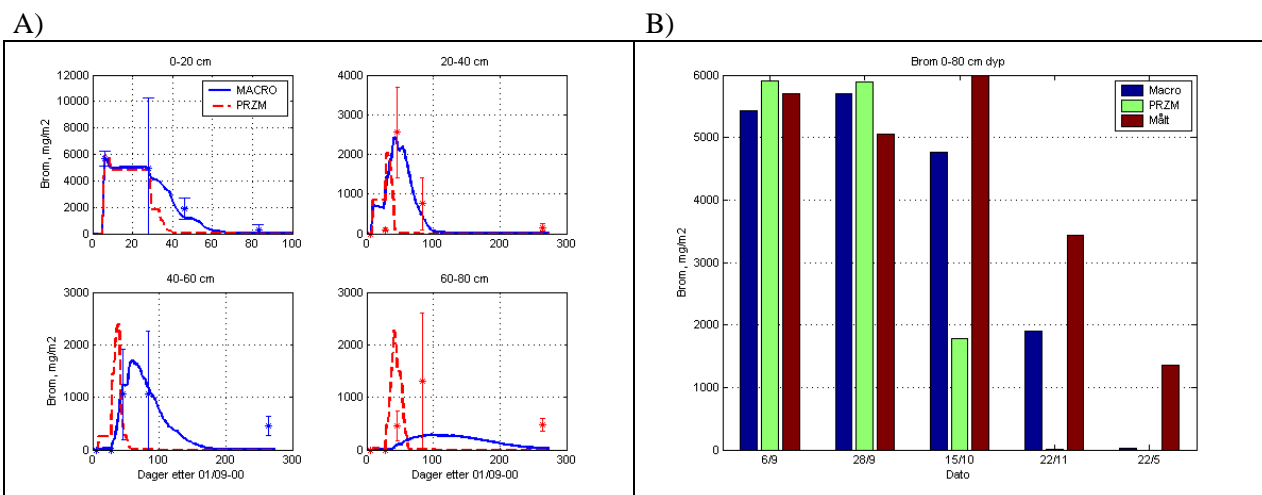 A)
B)
0-20 cm
12000
10000
8000
6000
4000
2000
0
Brom, mg/m2
MACRO
PRZM
0 20 40 60 80 100
20-40 cm
4000
3000
2000
1000
0
0 100 200 300
40-60 cm
3000
2000
1000
0
Brom, mg/m2
0 100 200 300
Dager etter 01/09-00
60-80 cm
3000
2000
1000
0
0 100 200 300
Dager etter 01/09-00
Brom 0-80 cm dyp
6000
5000
4000
3000
2000
1000
0
Brom, mg/m2
Macro
PRZM
Målt
6/9 28/9 15/10 22/11 22/5
Dato